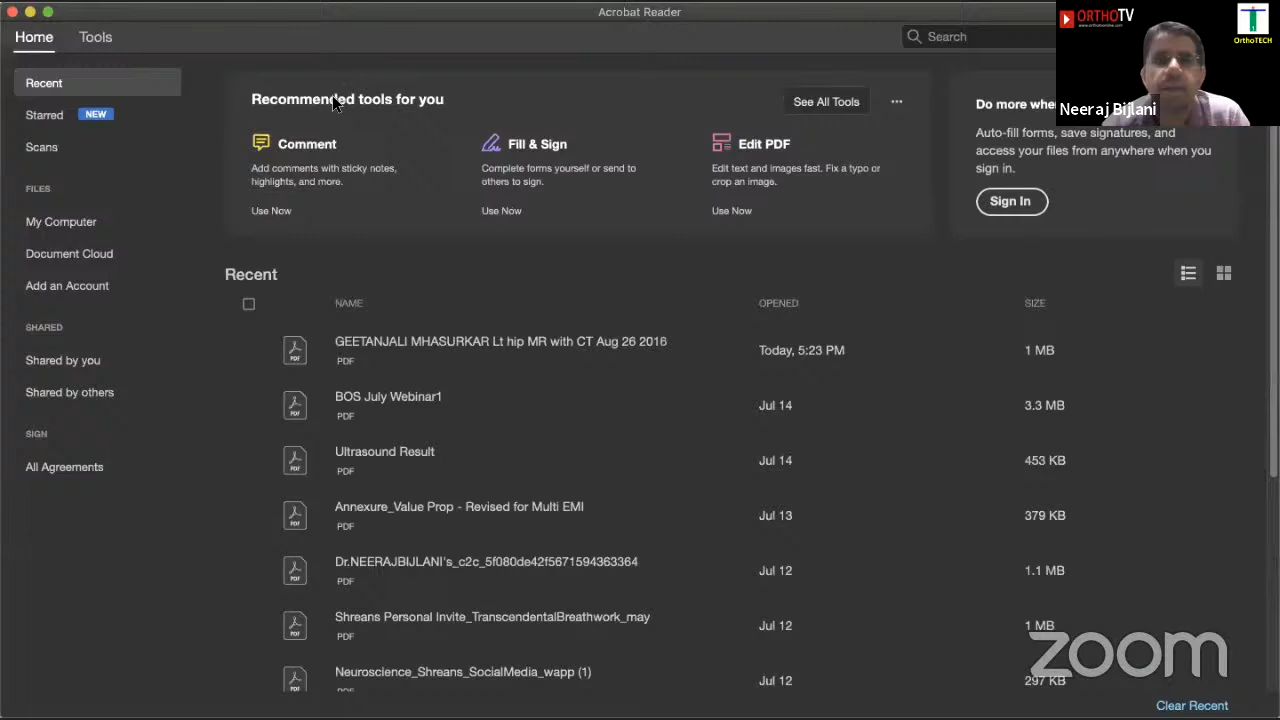 Acrobat Reader
Home
Tools
Search
ORTHOTV
OrthoTECH
Neeraj Bijlani
Recent
Starred NEW
Scans
FILES
My Computer
Document Cloud
Add an Account
SHARED
Shared by you
Shared by others
SIGN
All Agreements
Recommended tools for you
See All Tools
Comment
Add comments with sticky notes,
highlights, and more.
Use Now
Fill & Sign
Complete forms yourself or send to
others to sign.
Use Now
Edit PDF
Edit text and images fast. Fix a typo or
crop an image.
Use Now
Do more whe
Auto-fill forms, save signatures, and
access your files from anywhere when you
sign in.
Sign In
Recent
NAME OPENED SIZE
GEETANJALI MHASURKAR Lt hip MR with CT Aug 26 2016
PDF
Today, 5:23 PM
1 MB
BOS July Webinar1
PDF
Jul 14
3.3 MB
Ultrasound Result
PDF
Jul 14
453 KB
Annexure_Value Prop - Revised for Multi EMI
PDF
Jul 13
379 KB
Dr.NEERAJBIJLANI's_c2c_5f080de42f5671594363364
PDF
Jul 12
1.1 MB
Shreans Personal Invite_TranscendentalBreathwork_may
PDF
Jul 12
1 MB
Neuroscience_Shreans_SocialMedia_wapp (1)
PDF
Jul 12
297 KB
zoom
Clear Recent